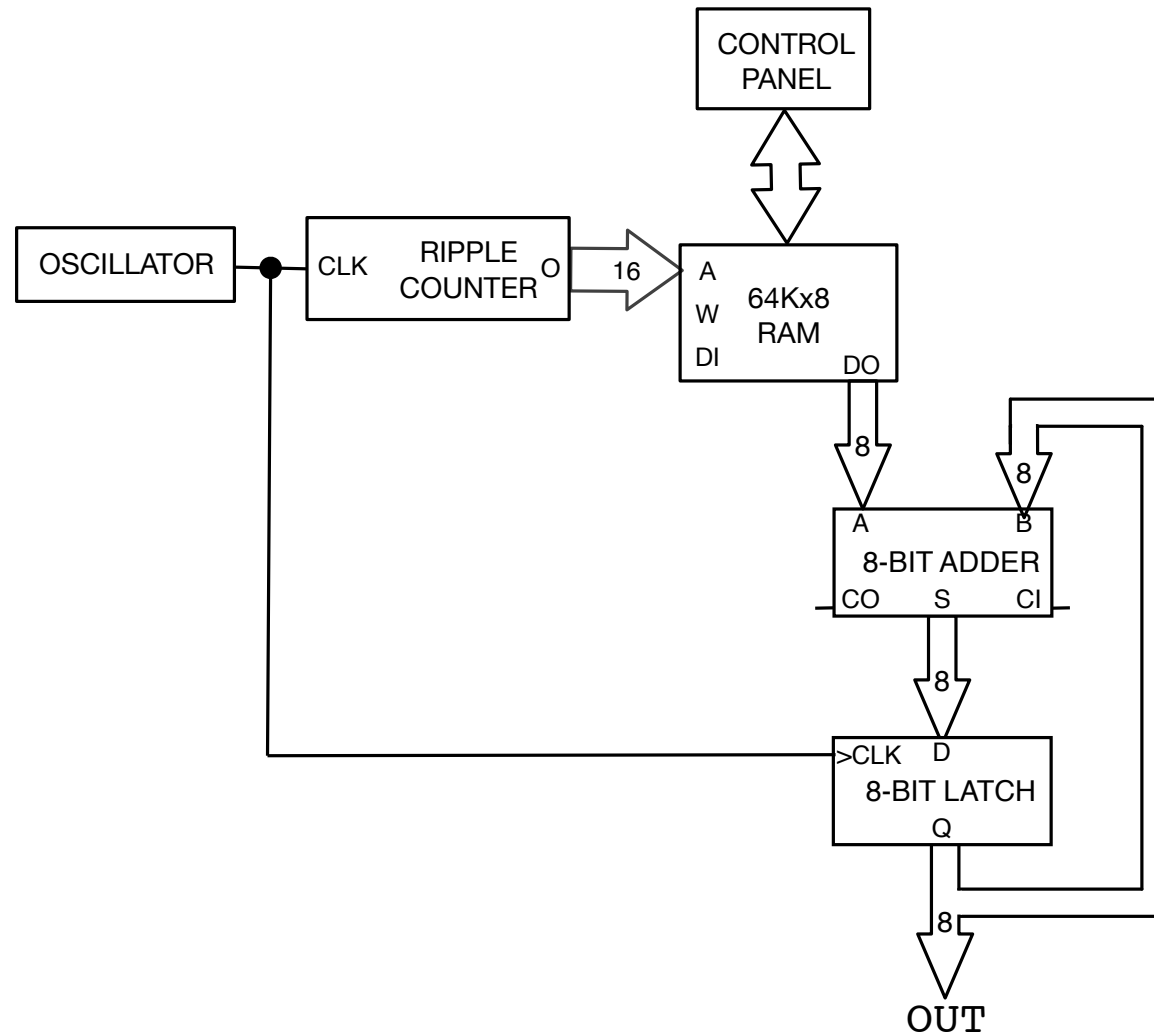 CONTROL
PANEL
OSCILLATOR
CLK
RIPPLE
COUNTER
O
16
A
W
DI
64Kx8
RAM
DO
8
8
A
B
8-BIT ADDER
CO
S
CI
8
>CLK
D
8-BIT LATCH
Q
8
OUT